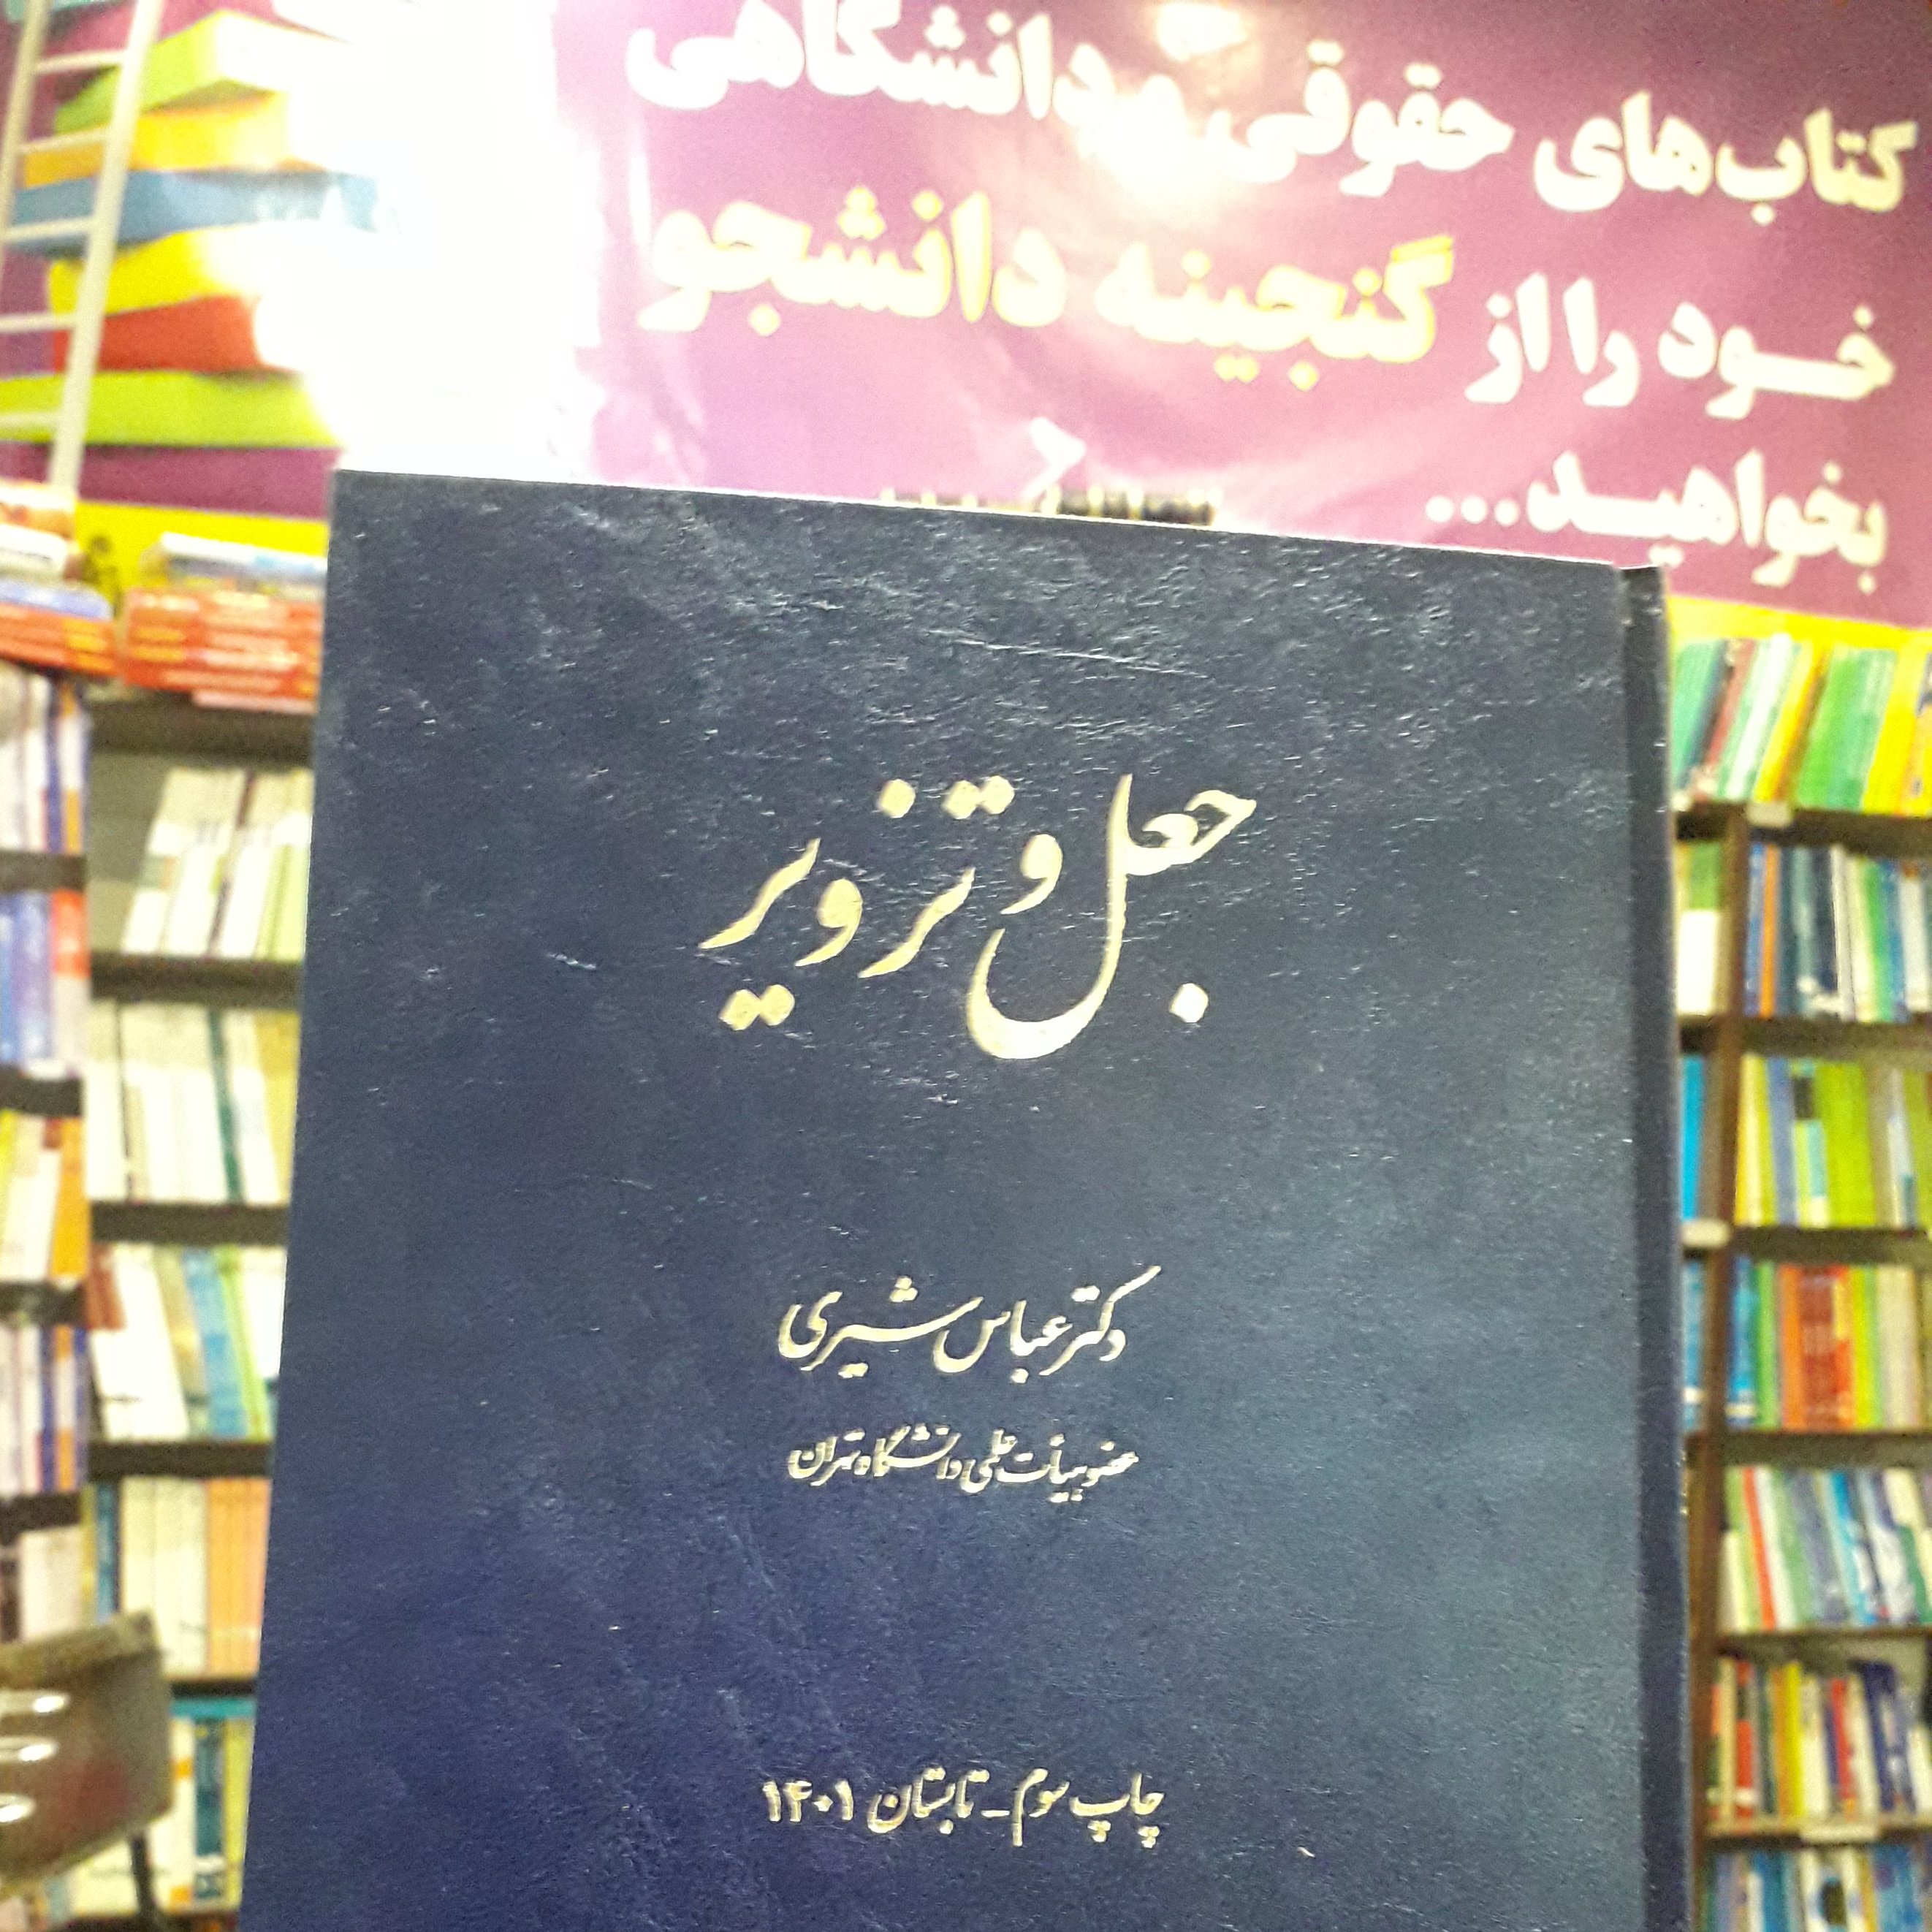 کتاب‌های حقوقی و دانشگاهی
خود را از گنجینه دانشجو
بخواهید...
جعل و تزویر
دکتر عباس شیری
عضو هیأت علمی دانشگاه تهران
چاپ سوم - تابستان ۱۴۰۱